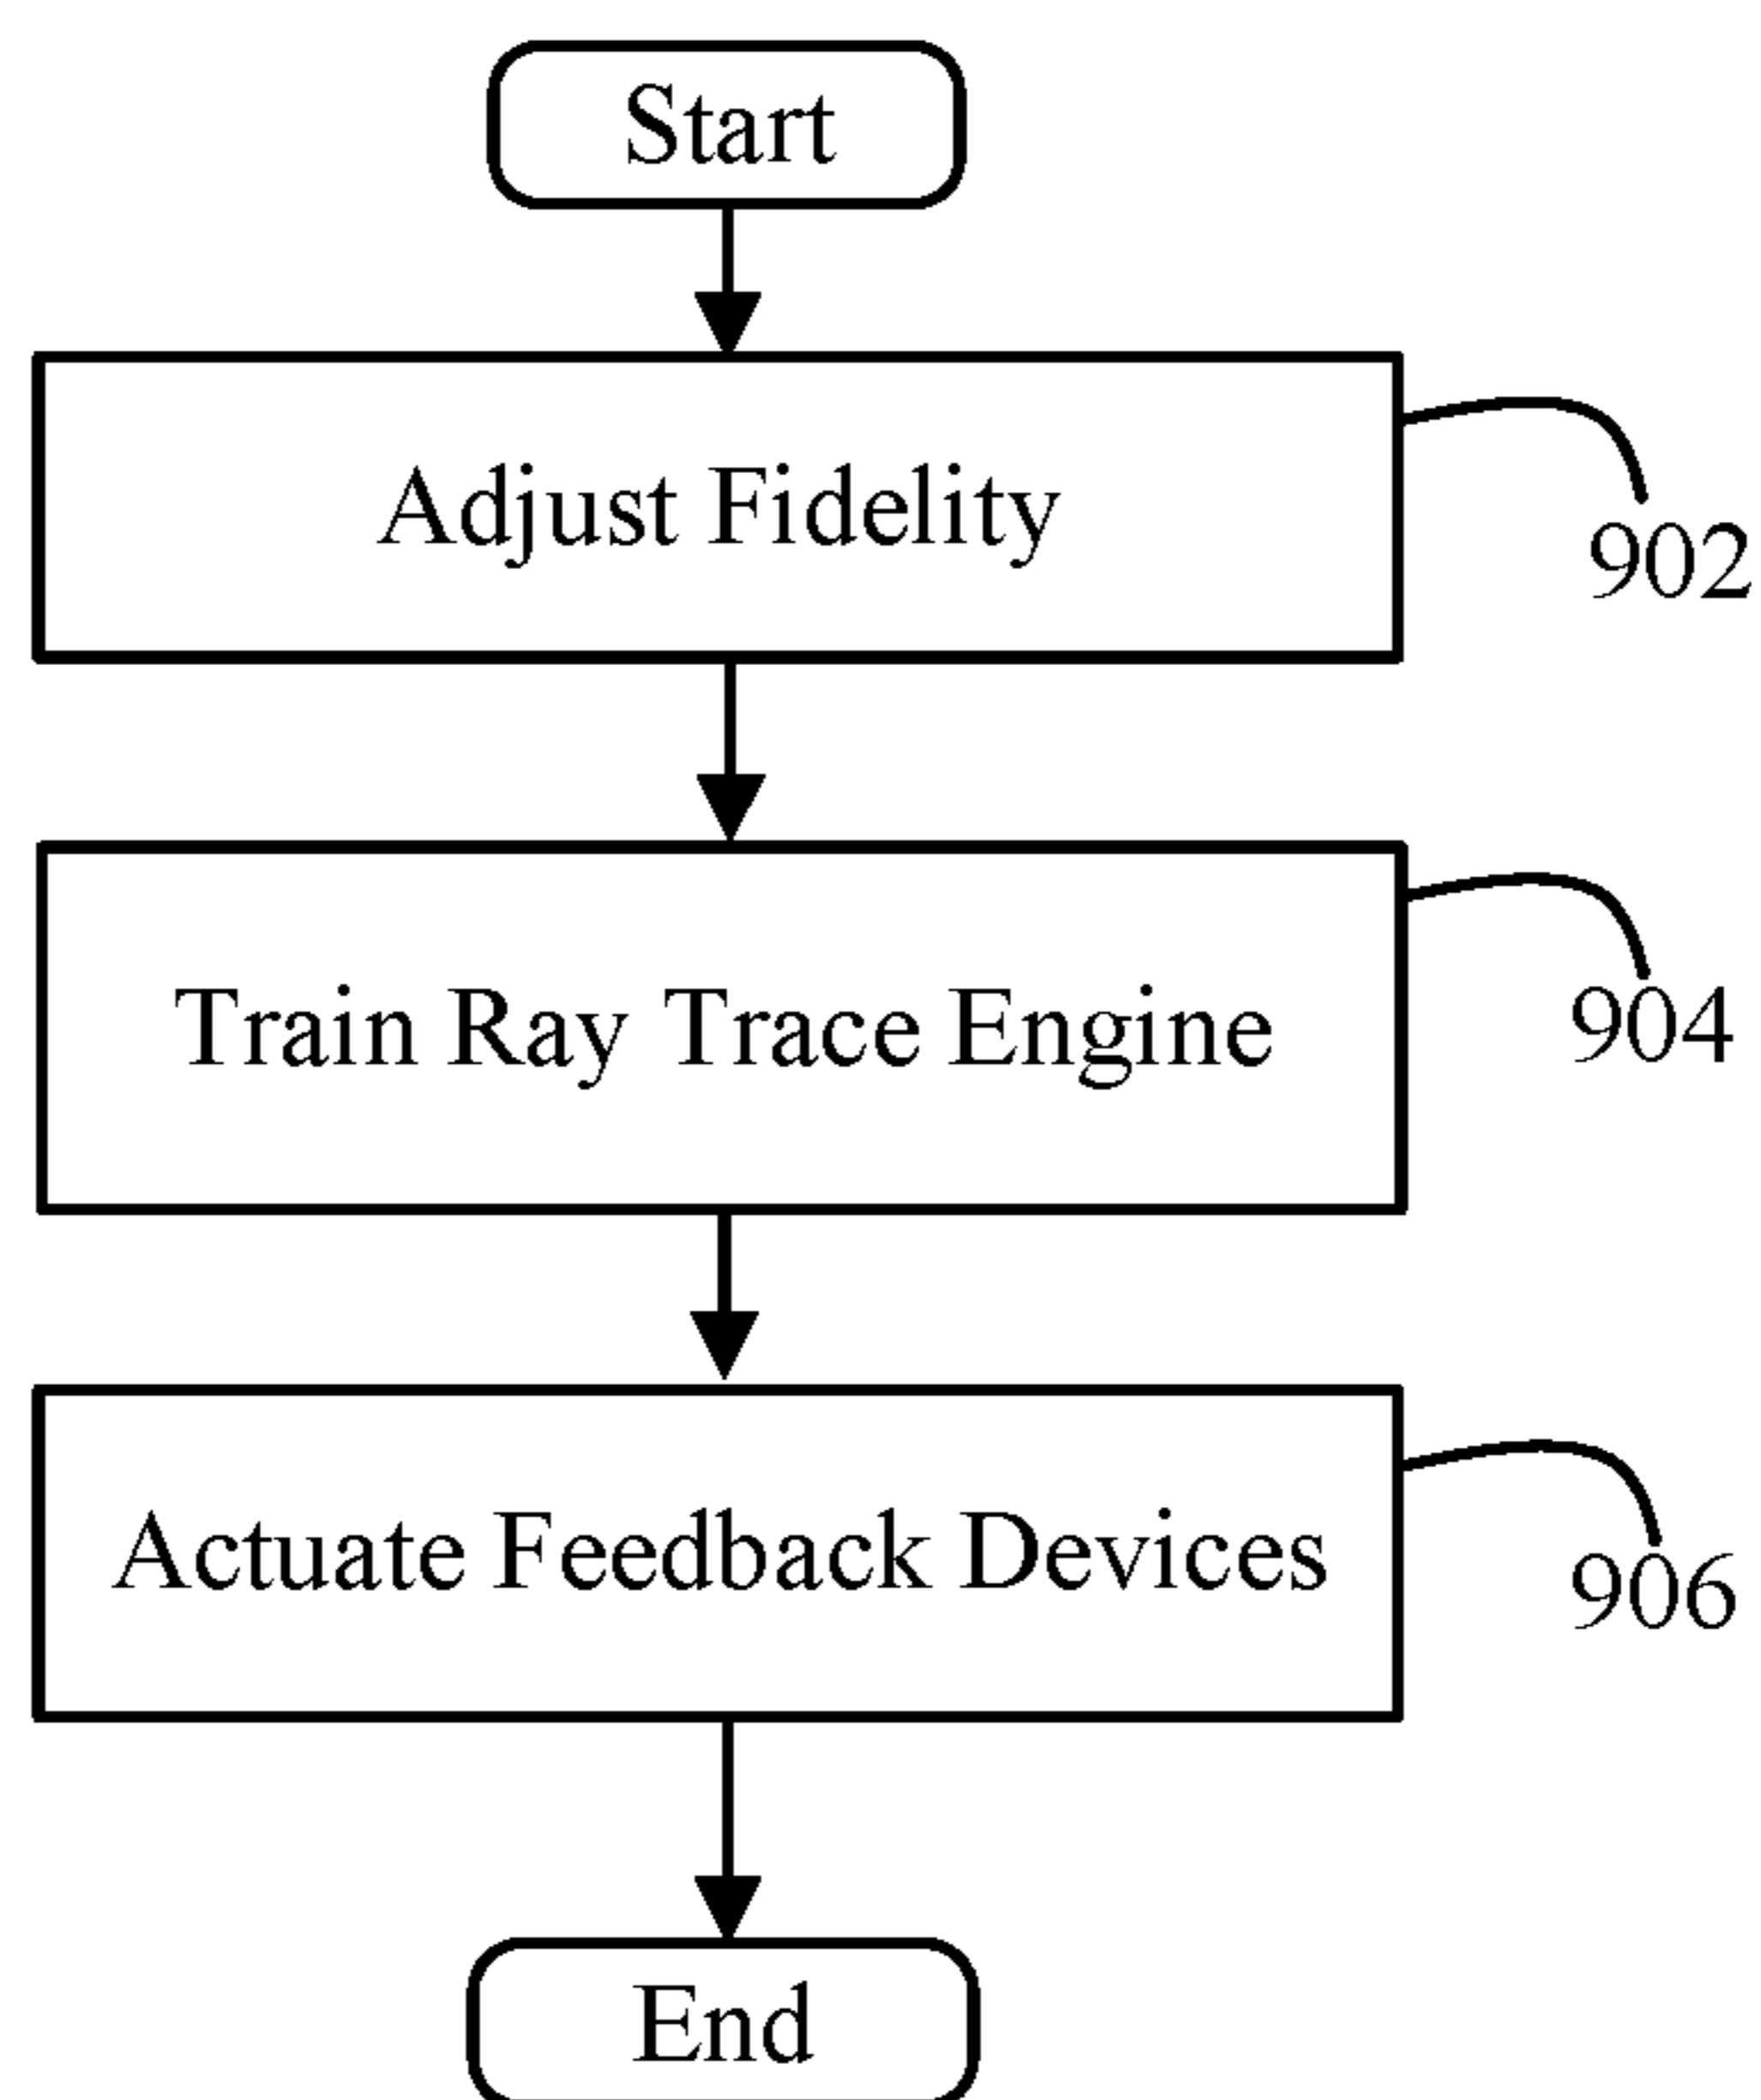 Start
Adjust Fidelity
902
Train Ray Trace Engine
904
Actuate Feedback Devices
906
End